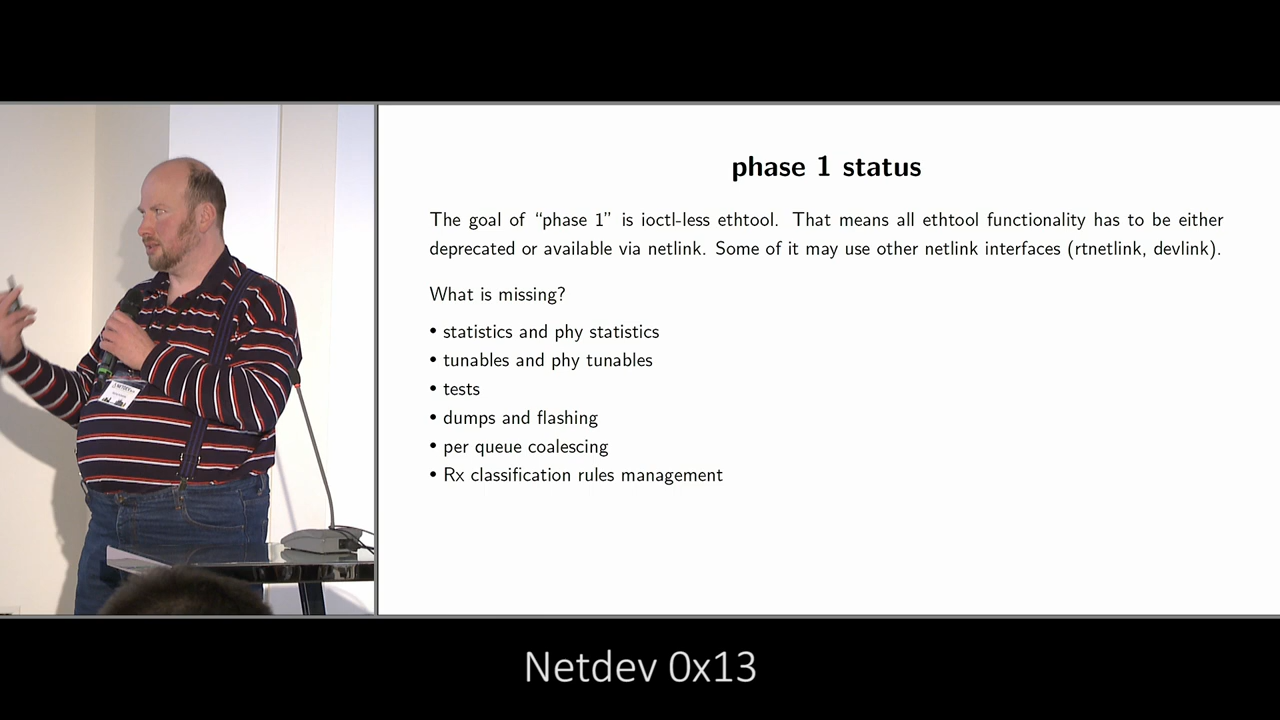 phase 1 status
The goal of “phase 1” is ioctl-less ethtool. That means all ethtool functionality has to be either
deprecated or available via netlink. Some of it may use other netlink interfaces (rtnetlink, devlink).
What is missing?
• statistics and phy statistics
• tunables and phy tunables
• tests
• dumps and flashing
• per queue coalescing
• Rx classification rules management
Netdev 0x13